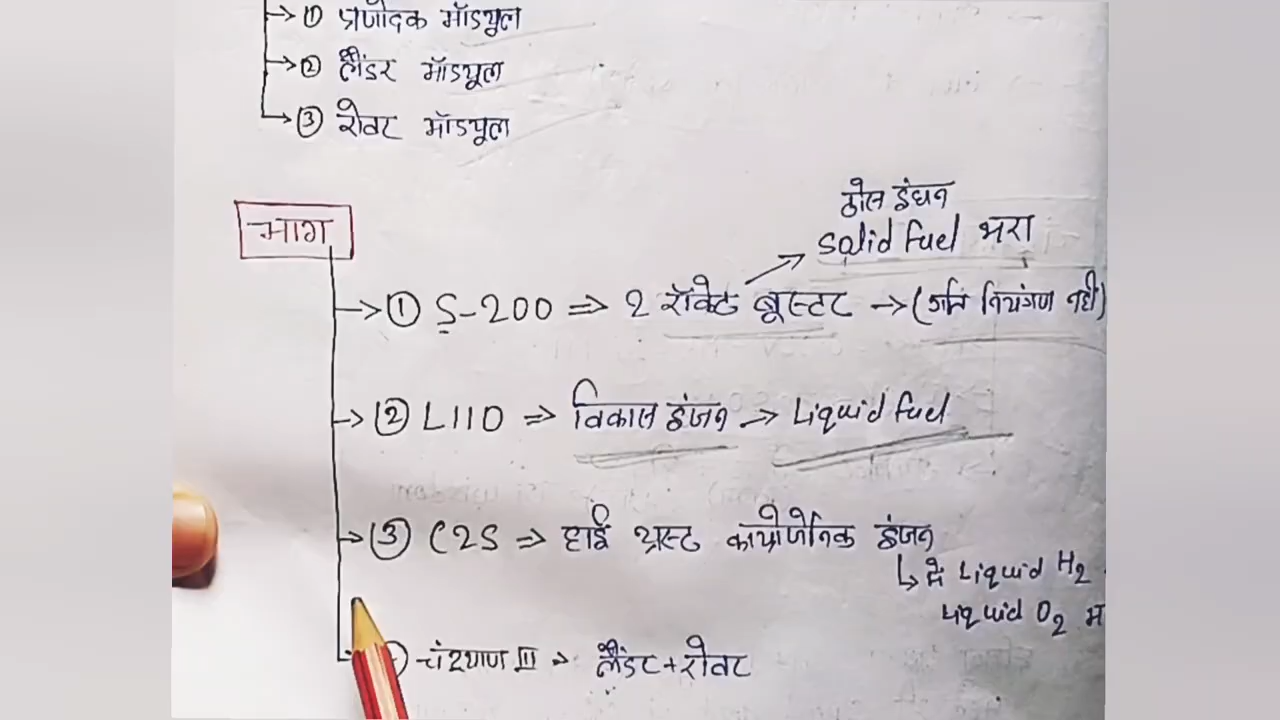 ① प्रणोदक मॉड्यूल
② लैंडर मॉड्यूल
③ रोवर मॉड्यूल
भाग
ठोस इंधन
Solid fuel भरा
① S-200 ⇒ 2 रॉकेट बूस्टर → (गति नियंत्रण नहीं)
② L110 ⇒ विकास इंजन → Liquid fuel
③ C25 ⇒ हाई थ्रस्ट कायोजेनिक इंजन
↳ में Liquid H2
Liquid O2
चंद्रयान III → लैंडर + रोवर